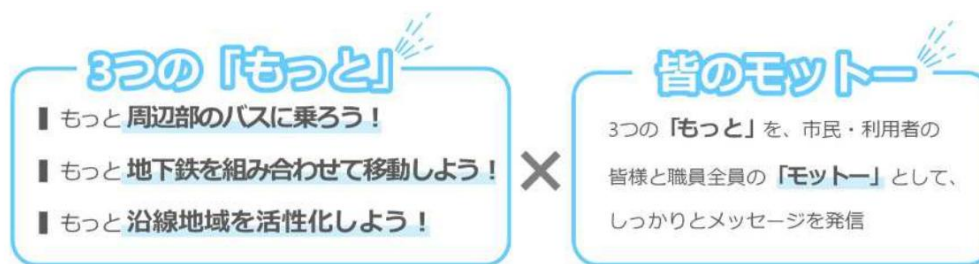 3つの「もっと」
▌もっと 周辺部のバスに乗ろう！
▌もっと 地下鉄を組み合わせて移動しよう！
▌もっと 沿線地域を活性化しよう！
×
皆のモットー
3つの「もっと」を、市民・利用者の
皆様と職員全員の「モットー」として、
しっかりとメッセージを発信